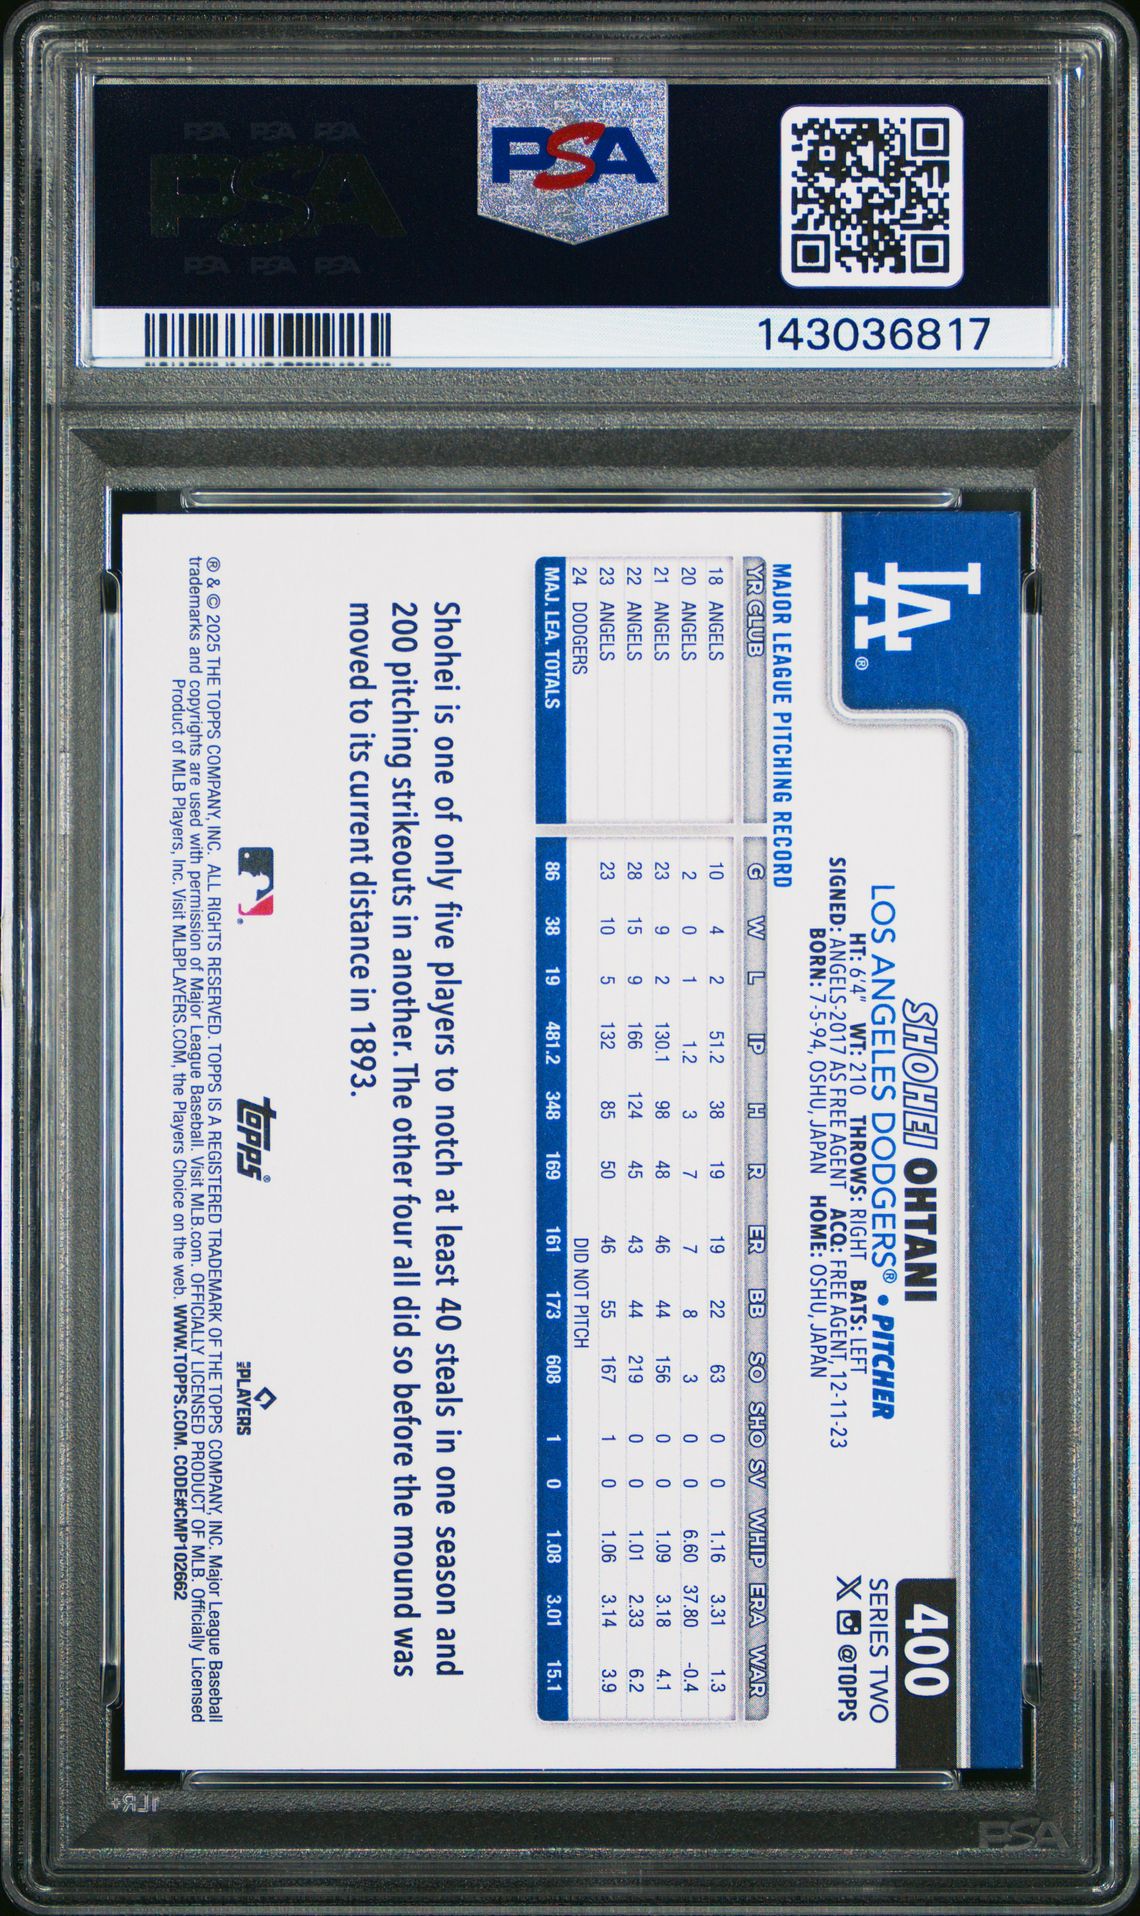 PSA PSA PSA
PSA
PSA PSA PSA
PSA
143036817
LA®
400
SERIES TWO
X @TOPPS
SHOHEI OHTANI
LOS ANGELES DODGERS® • PITCHER
HT: 6'4" WT: 210 THROWS: RIGHT BATS: LEFT
SIGNED: ANGELS-2017 AS FREE AGENT ACQ: FREE AGENT, 12-11-23
BORN: 7-5-94, OSHU, JAPAN HOME: OSHU, JAPAN
MAJOR LEAGUE PITCHING RECORD
YR CLUB G W L IP H R ER BB SO SHO SV WHIP ERA WAR
18 ANGELS 10 4 2 51.2 38 19 19 22 63 0 0 1.16 3.31 1.3
20 ANGELS 2 0 1 1.2 3 7 7 8 3 0 0 6.60 37.80 -0.4
21 ANGELS 23 9 2 130.1 98 48 46 44 156 0 0 1.09 3.18 4.1
22 ANGELS 28 15 9 166 124 45 43 44 219 0 0 1.01 2.33 6.2
23 ANGELS 23 10 5 132 85 50 46 55 167 1 0 1.06 3.14 3.9
24 DODGERS DID NOT PITCH
MAJ. LEA. TOTALS 86 38 19 481.2 348 169 161 173 608 1 0 1.08 3.01 15.1
Shohei is one of only five players to notch at least 40 steals in one season and
200 pitching strikeouts in another. The other four all did so before the mound was
moved to its current distance in 1893.
topps®
PLAYERS
® & © 2025 THE TOPPS COMPANY, INC. ALL RIGHTS RESERVED. TOPPS IS A REGISTERED TRADEMARK OF THE TOPPS COMPANY, INC. Major League Baseball
trademarks and copyrights are used with permission of Major League Baseball. Visit MLB.com. OFFICIALLY LICENSED PRODUCT OF MLB. Officially Licensed
Product of MLB Players, Inc. Visit MLBPLAYERS.COM, the Players Choice on the web. WWW.TOPPS.COM. CODE#CMP102662
PSA